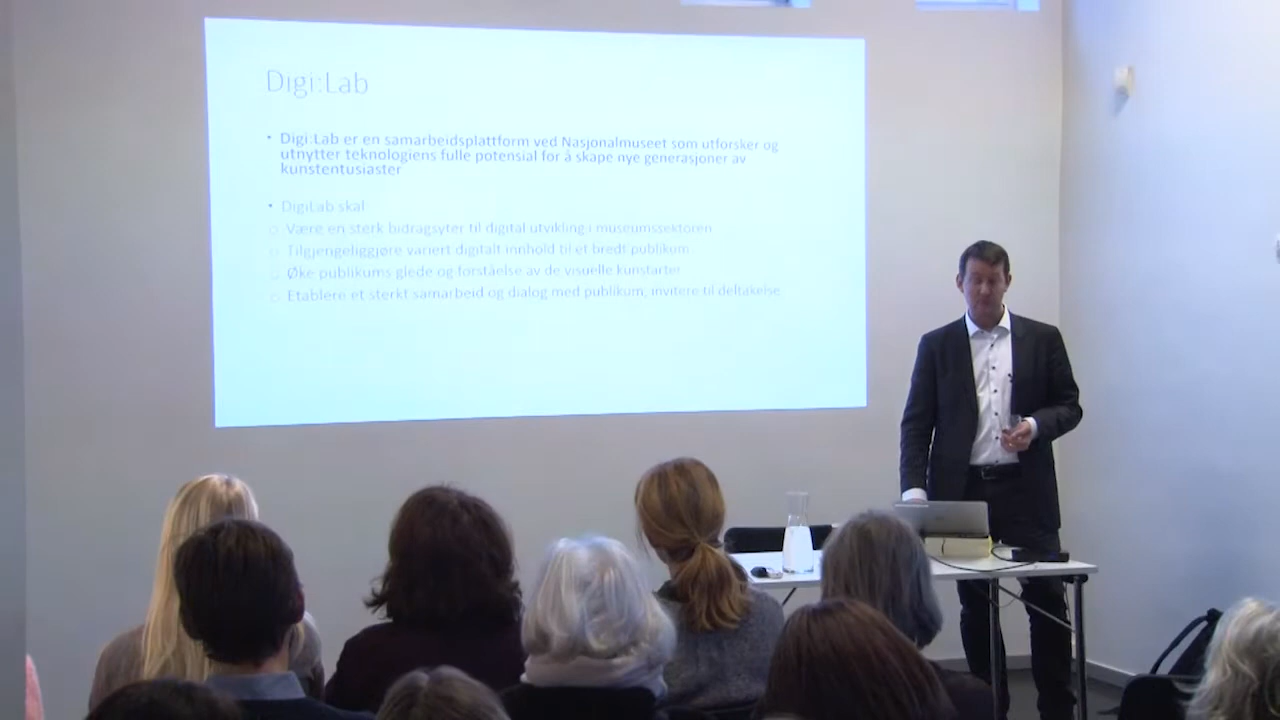 Digi:Lab
• Digi:Lab er en samarbeidsplattform ved Nasjonalmuseet som utforsker og
utnytter teknologiens fulle potensial for å skape nye generasjoner av
kunstentusiaster
• DigiLab skal:
○ Være en sterk bidragsyter til digital utvikling i museumssektoren
○ Tilgjengeliggjøre variert digitalt innhold til et bredt publikum
○ Øke publikums glede og forståelse av de visuelle kunstarter
○ Etablere et sterkt samarbeid og dialog med publikum, invitere til deltakelse